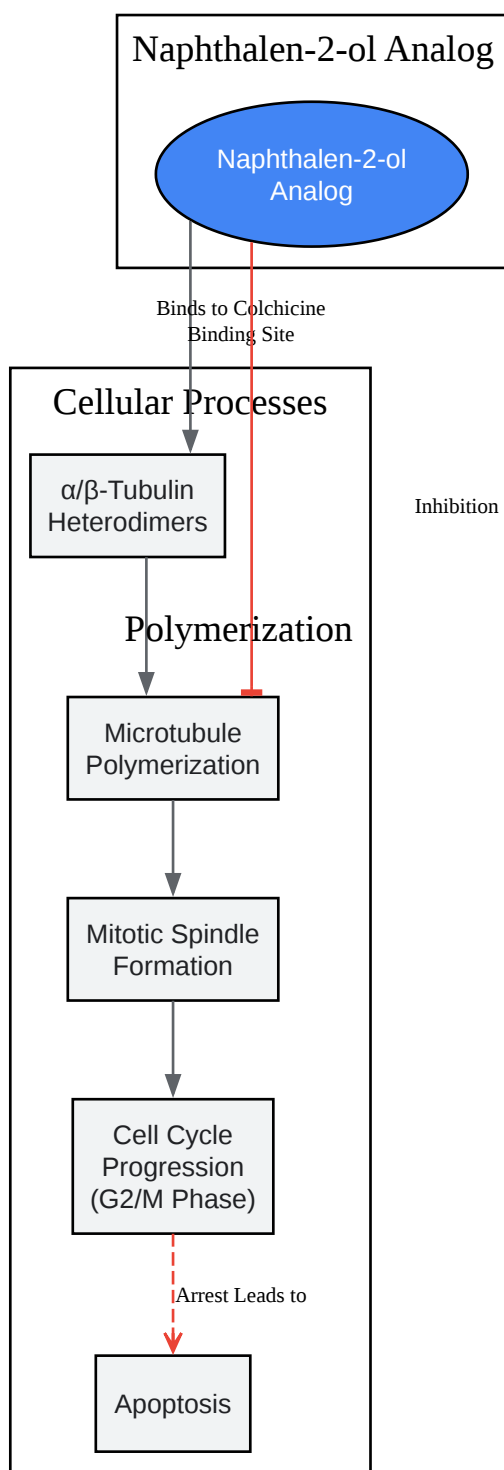 Naphthalen-2-ol Analog
Naphthalen-2-ol
Analog
Binds to Colchicine
Binding Site
Cellular Processes
α/β-Tubulin
Heterodimers
Inhibition
Polymerization
Microtubule
Polymerization
Mitotic Spindle
Formation
Cell Cycle
Progression
(G2/M Phase)
Arrest Leads to
Apoptosis